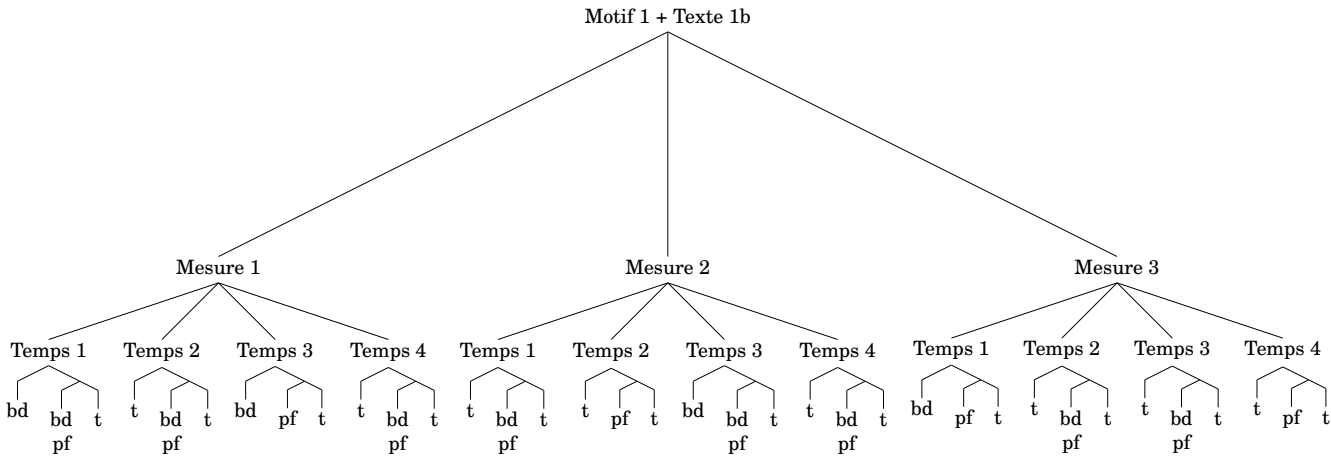 Motif 1 + Texte 1b
Mesure 1 Mesure 2 Mesure 3
Temps 1 Temps 2 Temps 3 Temps 4 Temps 1 Temps 2 Temps 3 Temps 4 Temps 1 Temps 2 Temps 3 Temps 4
bd bd t t bd t bd pf t t bd t t bd t t pf t bd bd t t bd t bd pf t t bd t t bd t t pf t
pf pf pf pf pf pf pf pf